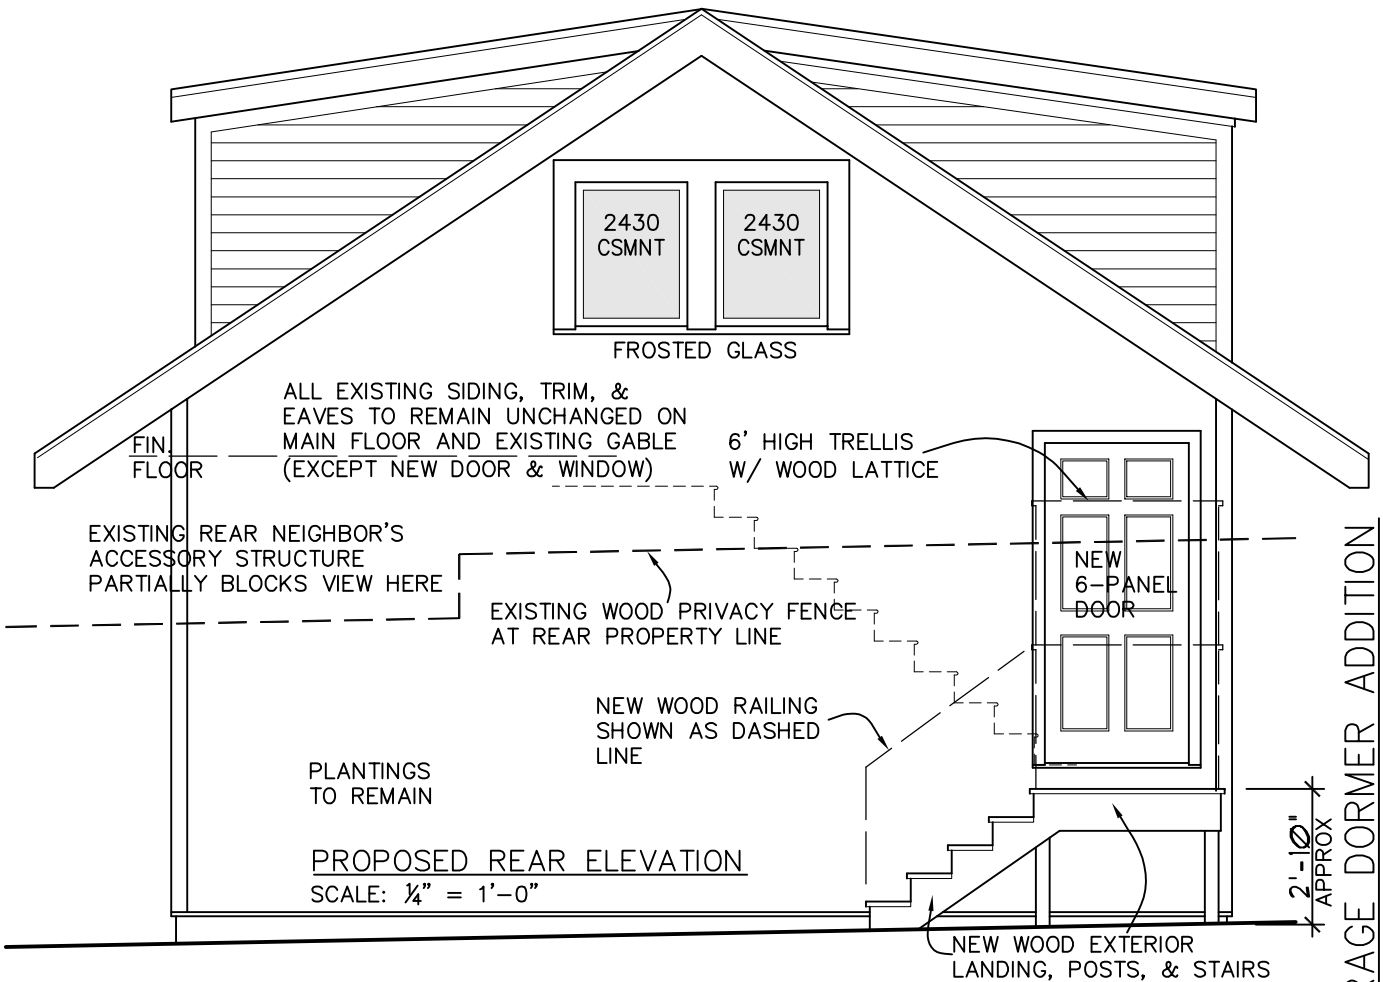 2430
CSMNT
2430
CSMNT
FROSTED GLASS
ALL EXISTING SIDING, TRIM, &
EAVES TO REMAIN UNCHANGED ON
MAIN FLOOR AND EXISTING GABLE
(EXCEPT NEW DOOR & WINDOW)
FIN.
FLOOR
6' HIGH TRELLIS
W/ WOOD LATTICE
EXISTING REAR NEIGHBOR'S
ACCESSORY STRUCTURE
PARTIALLY BLOCKS VIEW HERE
NEW
6-PANEL
DOOR
EXISTING WOOD PRIVACY FENCE
AT REAR PROPERTY LINE
NEW WOOD RAILING
SHOWN AS DASHED
LINE
PLANTINGS
TO REMAIN
PROPOSED REAR ELEVATION
SCALE: ¼" = 1'-0"
2'-10"
APPROX
NEW WOOD EXTERIOR
LANDING, POSTS, & STAIRS
RAGE DORMER ADDITION